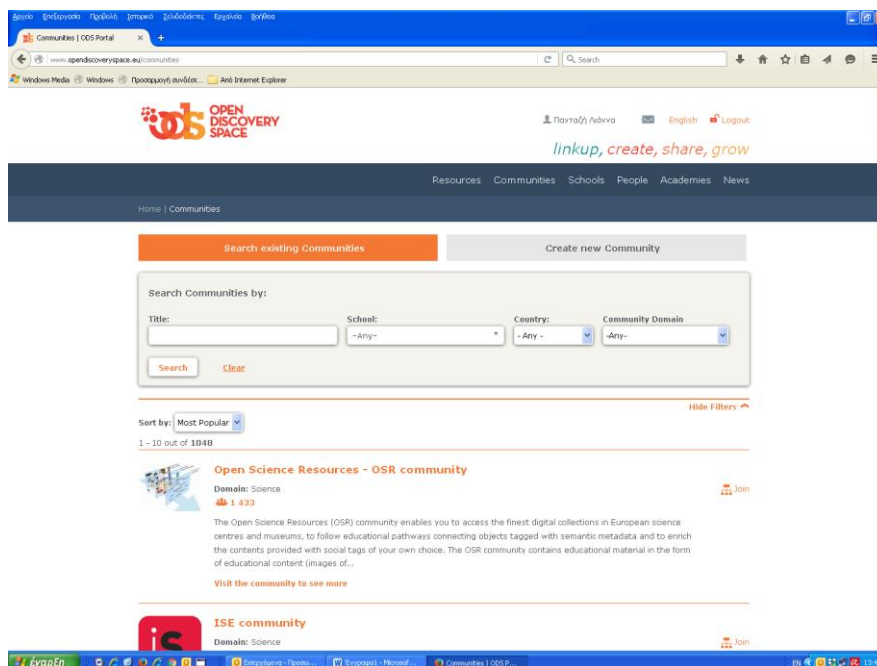 Αρχείο Επεξεργασία Προβολή Ιστορικό Σελιδοδείκτες Εργαλεία Βοήθεια
Communities | ODS Portal × +
www.opendiscoveryspace.eu/communities Search
Windows Media Windows Προσαρμογή συνδέσ... Από Internet Explorer
OPEN
ods DISCOVERY
SPACE
Πανταζή Λιάννα English Logout
linkup, create, share, grow
Resources Communities Schools People Academies News
Home | Communities
Search existing Communities Create new Community
Search Communities by:
Title: School: Country: Community Domain
-Any- - Any - -Any-
Search Clear
Hide Filters
Sort by: Most Popular
1 - 10 out of 1048
Open Science Resources - OSR community
Domain: Science Join
1 433
The Open Science Resources (OSR) community enables you to access the finest digital collections in European science
centres and museums, to follow educational pathways connecting objects tagged with semantic metadata and to enrich
the contents provided with social tags of your own choice. The OSR community contains educational material in the form
of educational content (images of...
Visit the community to see more
ISE community
is
Domain: Science Join
έναρξη Εισερχόμενα - Προσω... Έγγραφο1 - Microsof... Communities | ODS P... EN